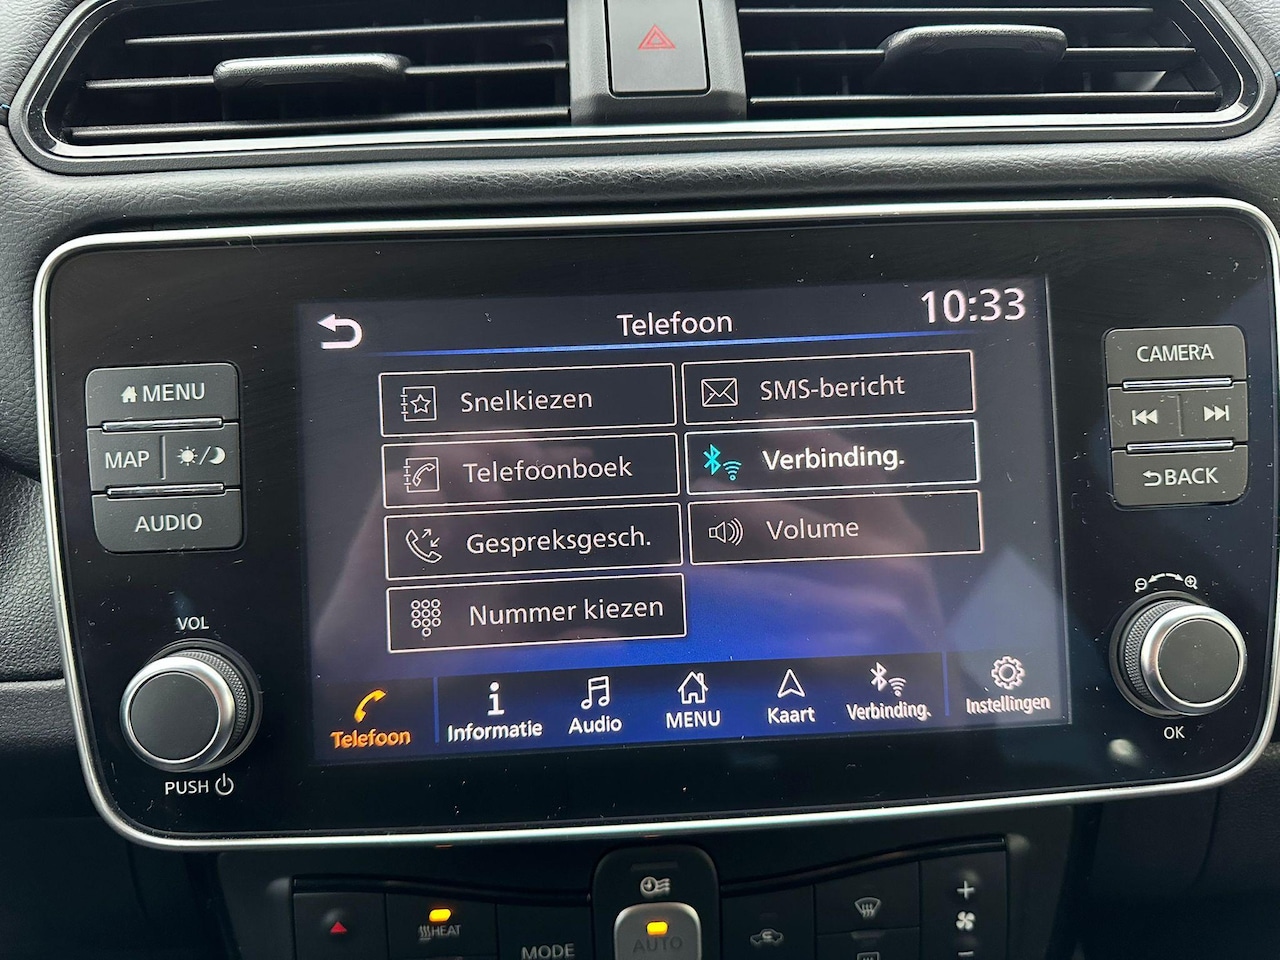 Telefoon
10:33
Snelkiezen
SMS-bericht
Telefoonboek
Verbinding.
Gespreksgesch.
Volume
Nummer kiezen
Telefoon
Informatie
Audio
MENU
Kaart
Verbinding.
Instellingen
MENU
MAP
AUDIO
VOL
PUSH
CAMERA
BACK
OK
HEAT
MODE
AUTO